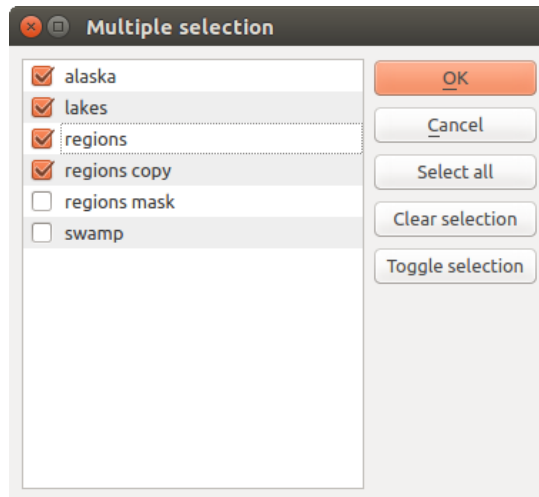 Multiple selection
alaska
lakes
regions
regions copy
regions mask
swamp
OK
Cancel
Select all
Clear selection
Toggle selection